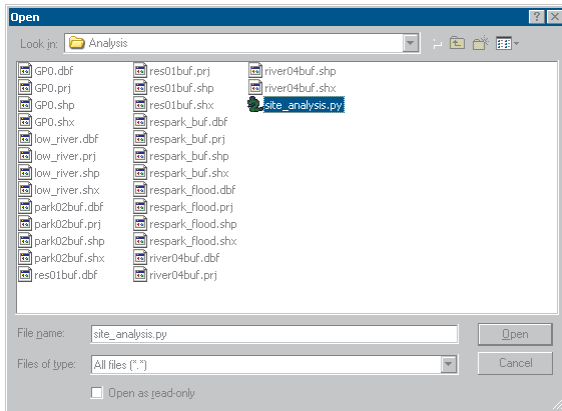 Open
Look in: Analysis
GP0.dbf
GP0.prj
GP0.shp
GP0.shx
low_river.dbf
low_river.prj
low_river.shp
low_river.shx
park02buf.dbf
park02buf.prj
park02buf.shp
park02buf.shx
res01buf.dbf
res01buf.prj
res01buf.shp
res01buf.shx
respark_buf.dbf
respark_buf.prj
respark_buf.shp
respark_buf.shx
respark_flood.dbf
respark_flood.prj
respark_flood.shp
respark_flood.shx
river04buf.dbf
river04buf.prj
river04buf.shp
river04buf.shx
site_analysis.py
File name: site_analysis.py Open
Files of type: All files (*.*) Cancel
Open as read-only